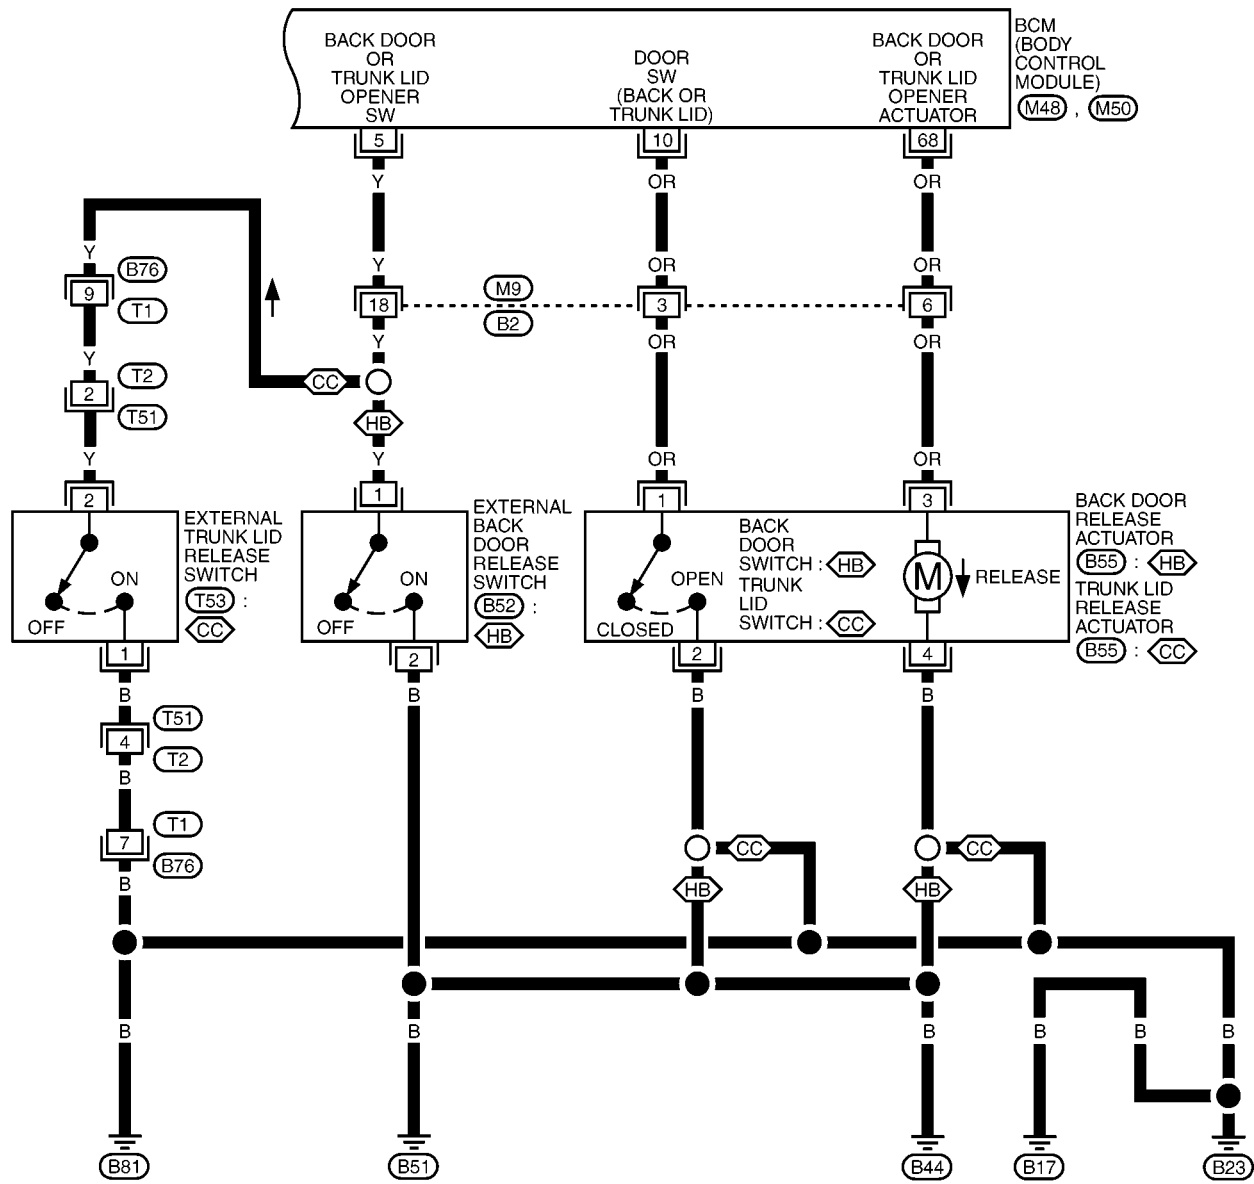 BACK DOOR
OR
TRUNK LID
OPENER
SW
DOOR
SW
(BACK OR
TRUNK LID)
BACK DOOR
OR
TRUNK LID
OPENER
ACTUATOR
BCM
(BODY
CONTROL
MODULE)
M48 , M50
5
10
68
Y
OR
OR
Y
B76
9
T1
Y
OR
OR
M9
18
3
6
B2
Y
OR
OR
Y
T2
2
T51
CC
HB
Y
Y
OR
OR
2
1
1
3
EXTERNAL
TRUNK LID
RELEASE
SWITCH
T53 :
CC
ON
OFF
EXTERNAL
BACK
DOOR
RELEASE
SWITCH
B52 :
HB
ON
OFF
BACK
DOOR
SWITCH : HB
TRUNK
LID
SWITCH : CC
OPEN
CLOSED
M
RELEASE
BACK DOOR
RELEASE
ACTUATOR
B55 : HB
TRUNK LID
RELEASE
ACTUATOR
B55 : CC
1
2
2
4
B
B
B
B
T51
4
T2
B
T1
7
B76
B
CC
CC
HB
HB
B
B
B
B
B
B
B81
B51
B44
B17
B23